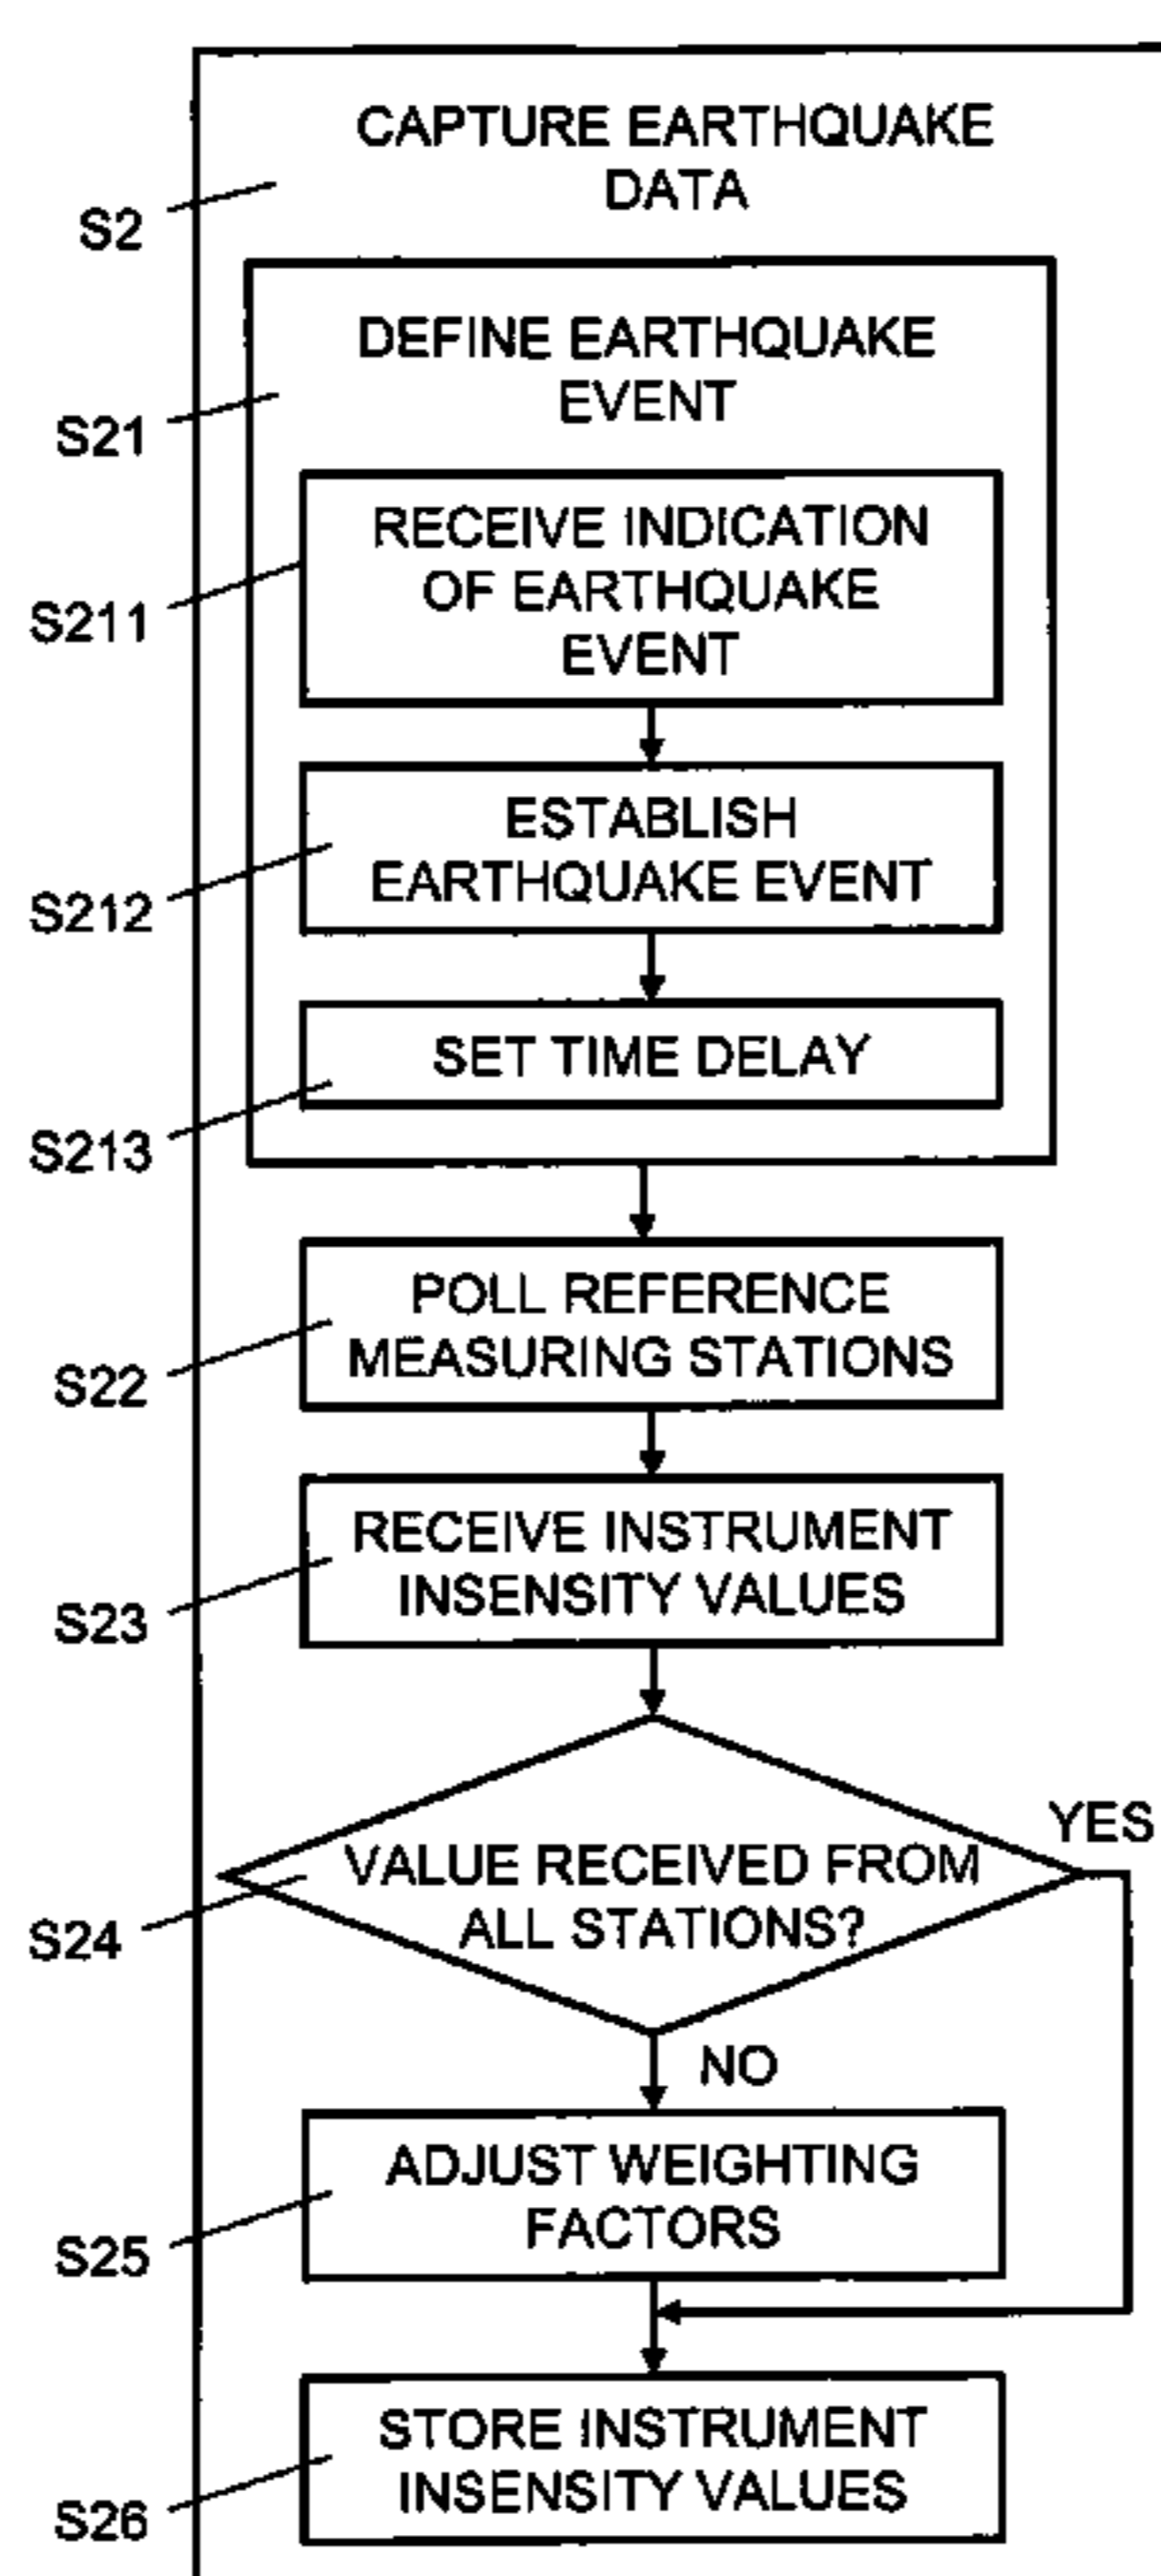 CAPTURE EARTHQUAKE
DATA
S2
DEFINE EARTHQUAKE
EVENT
S21
RECEIVE INDICATION
OF EARTHQUAKE
EVENT
S211
ESTABLISH
EARTHQUAKE EVENT
S212
SET TIME DELAY
S213
POLL REFERENCE
MEASURING STATIONS
S22
RECEIVE INSTRUMENT
INSENSITY VALUES
S23
YES
VALUE RECEIVED FROM
ALL STATIONS?
S24
NO
ADJUST WEIGHTING
FACTORS
S25
STORE INSTRUMENT
INSENSITY VALUES
S26